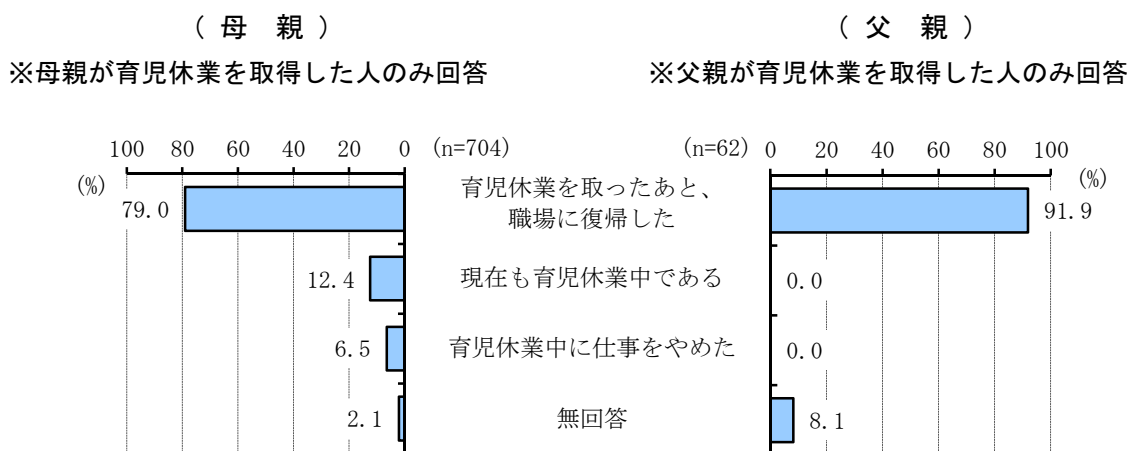 （ 母　親 ）
※母親が育児休業を取得した人のみ回答
（ 父　親 ）
※父親が育児休業を取得した人のみ回答
100 80 60 40 20 0 (n=704)
(n=62) 0 20 40 60 80 100
(%)
(%)
79.0
育児休業を取ったあと、
職場に復帰した
91.9
12.4 現在も育児休業中である 0.0
6.5 育児休業中に仕事をやめた 0.0
2.1 無回答 8.1